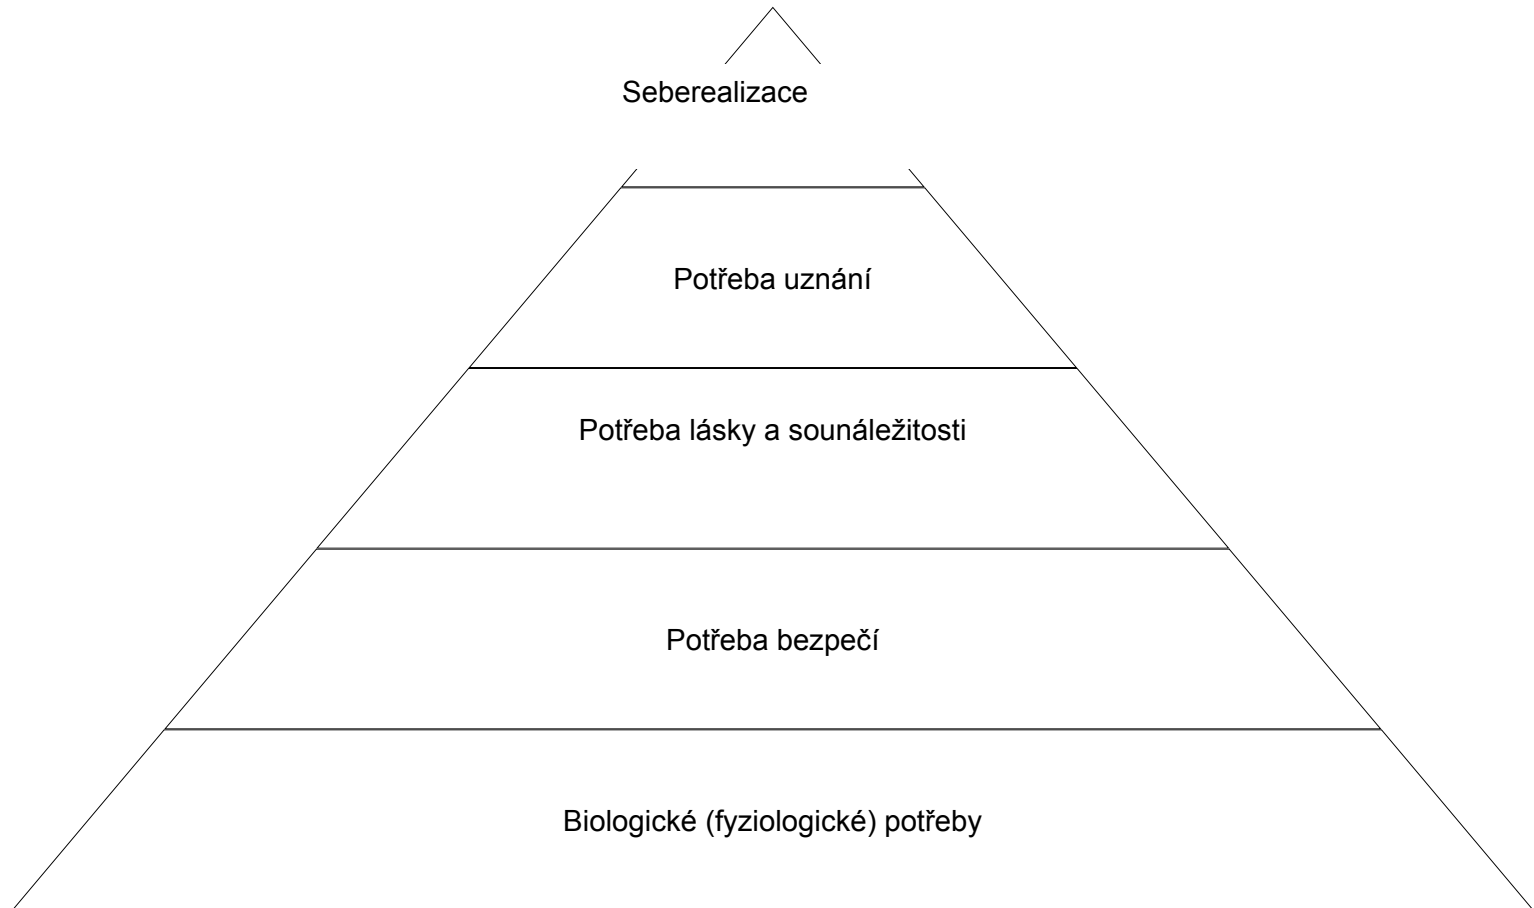 Seberealizace
Potřeba uznání
Potřeba lásky a sounáležitosti
Potřeba bezpečí
Biologické (fyziologické) potřeby